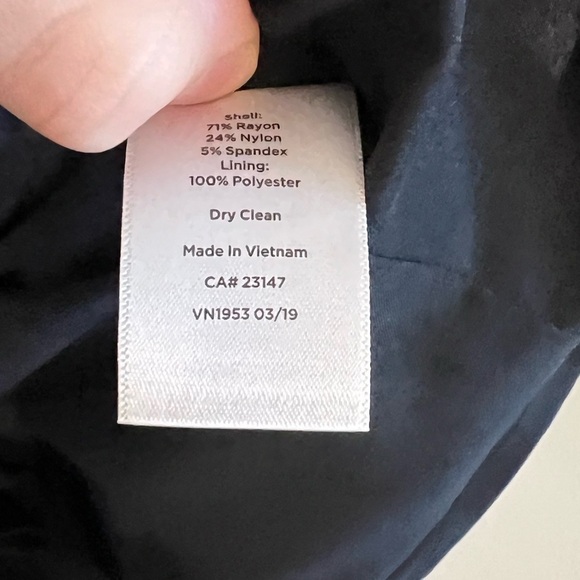 Shell:
71% Rayon
24% Nylon
5% Spandex
Lining:
100% Polyester
Dry Clean
Made In Vietnam
CA# 23147
VN1953 03/19